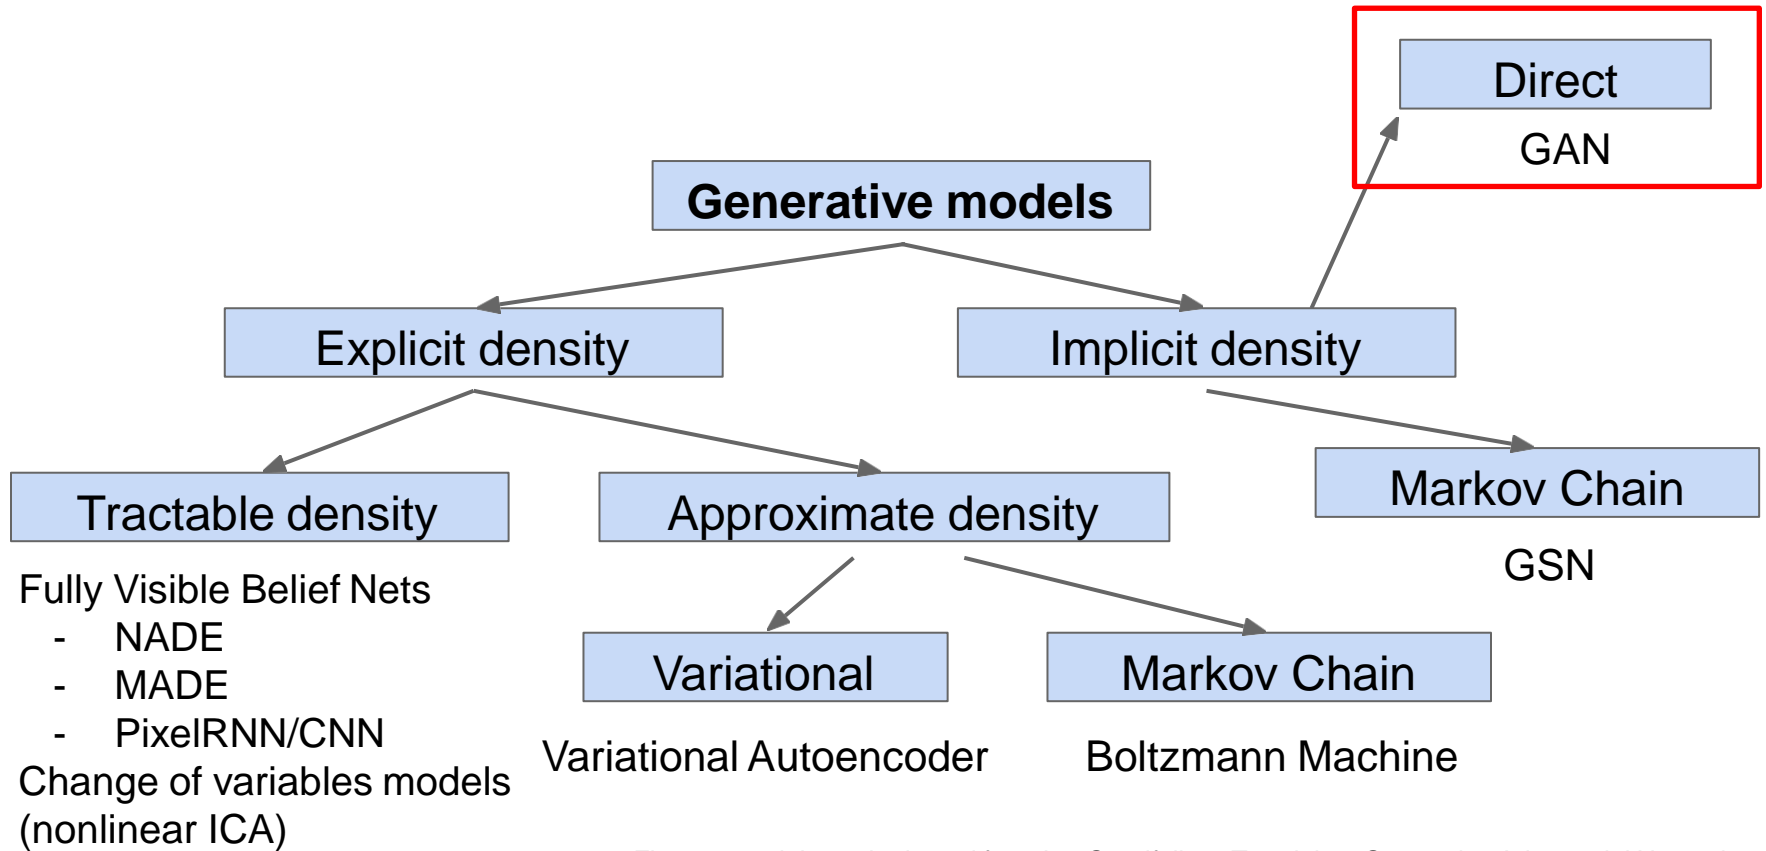 Direct
GAN
Generative models
Explicit density
Implicit density
Tractable density
Approximate density
Markov Chain
GSN
Fully Visible Belief Nets
- NADE
- MADE
- PixelRNN/CNN
Change of variables models
(nonlinear ICA)
Variational
Markov Chain
Variational Autoencoder
Boltzmann Machine